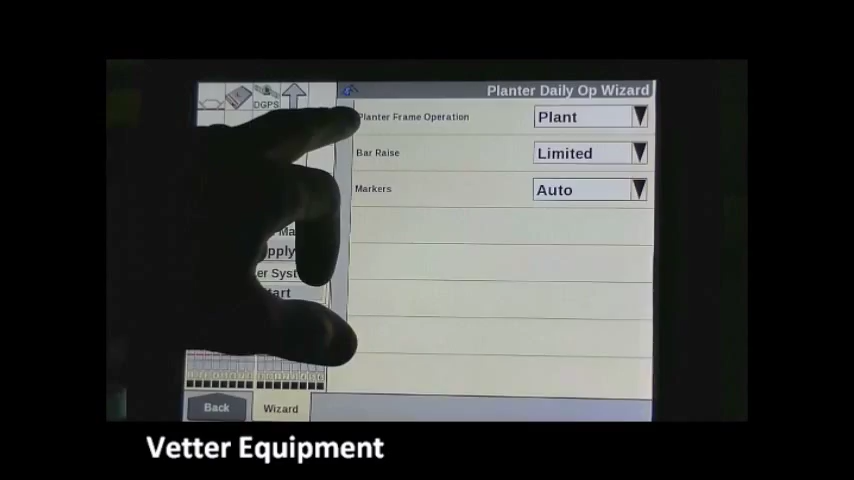 DGPS
Planter Daily Op Wizard
Planter Frame Operation
Plant
Bar Raise
Limited
Markers
Auto
Back
Wizard
Vetter Equipment